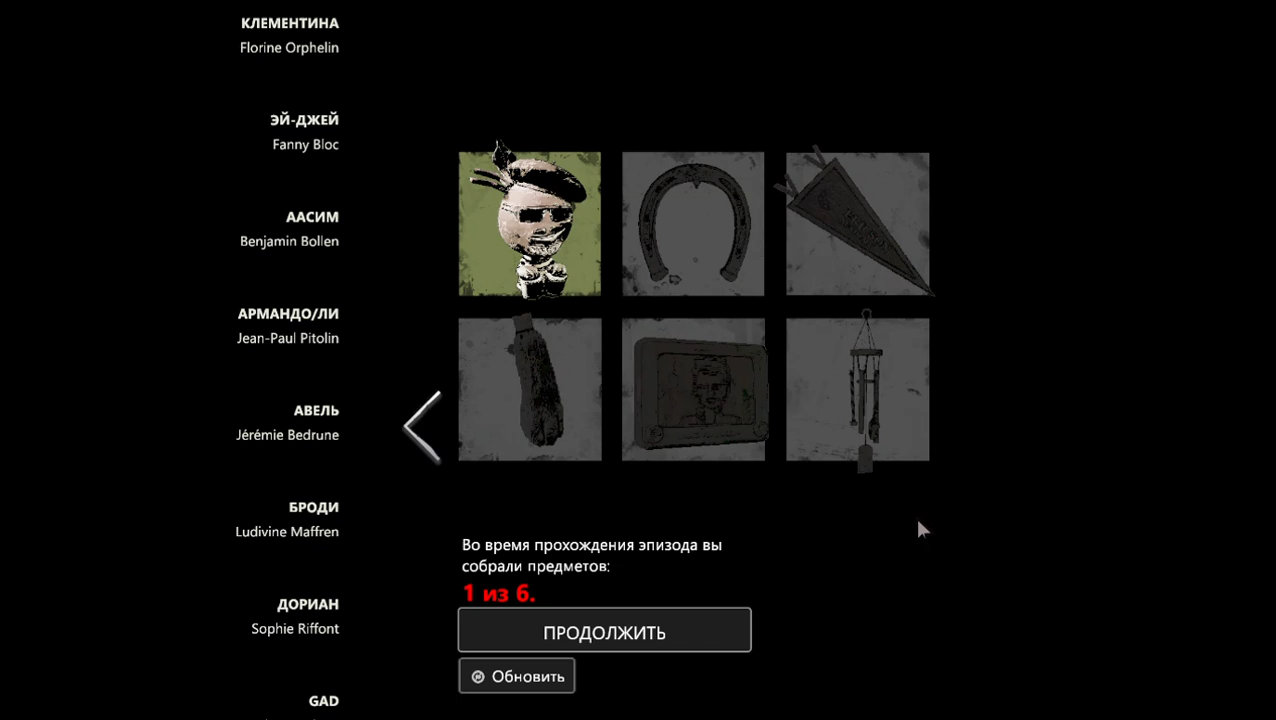 КЛЕМЕНТИНА
Florine Orphelin
ЭЙ-ДЖЕЙ
Fanny Bloc
ААСИМ
Benjamin Bollen
АРМАНДО/ЛИ
Jean-Paul Pitolin
АВЕЛЬ
Jérémie Bedrune
БРОДИ
Ludivine Maffren
ДОРИАН
Sophie Riffont
GAD
Во время прохождения эпизода вы
собрали предметов:
1 из 6.
ПРОДОЛЖИТЬ
Обновить